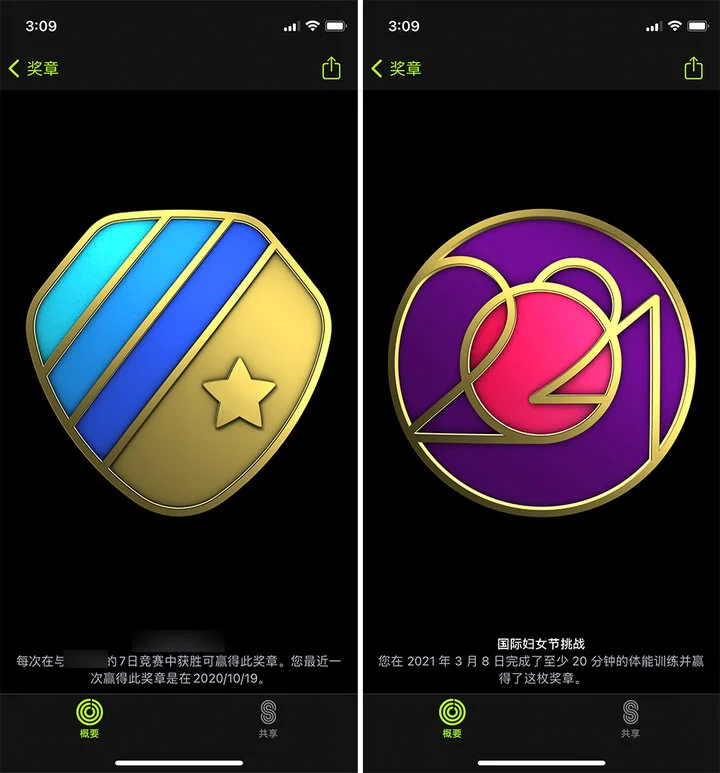 3:09
奖章
每次在与
的7日竞赛中获胜可赢得此奖章。您最近一
次赢得此奖章是在2020/10/19。
概要
共享
3:09
奖章
2021
国际妇女节挑战
您在 2021 年 3 月 8 日完成了至少 20 分钟的体能训练并赢
得了这枚奖章。
概要
共享